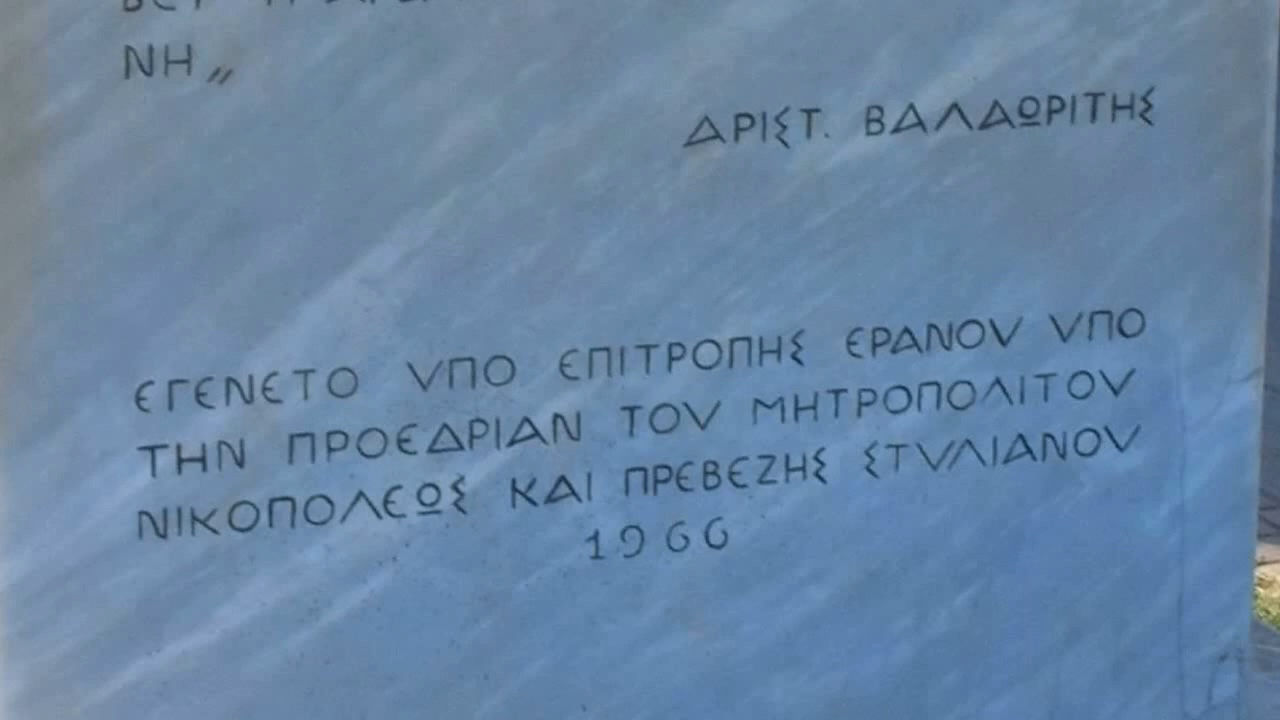 ΝΗ„
ΑΡΙΣΤ. ΒΑΛΑΩΡΙΤΗΣ
ΕΓΕΝΕΤΟ ΥΠΟ ΕΠΙΤΡΟΠΗΣ ΕΡΑΝΟΥ ΥΠΟ
ΤΗΝ ΠΡΟΕΔΡΙΑΝ ΤΟΥ ΜΗΤΡΟΠΟΛΙΤΟΥ
ΝΙΚΟΠΟΛΕΩΣ ΚΑΙ ΠΡΕΒΕΖΗΣ ΣΤΥΛΙΑΝΟΥ
1966